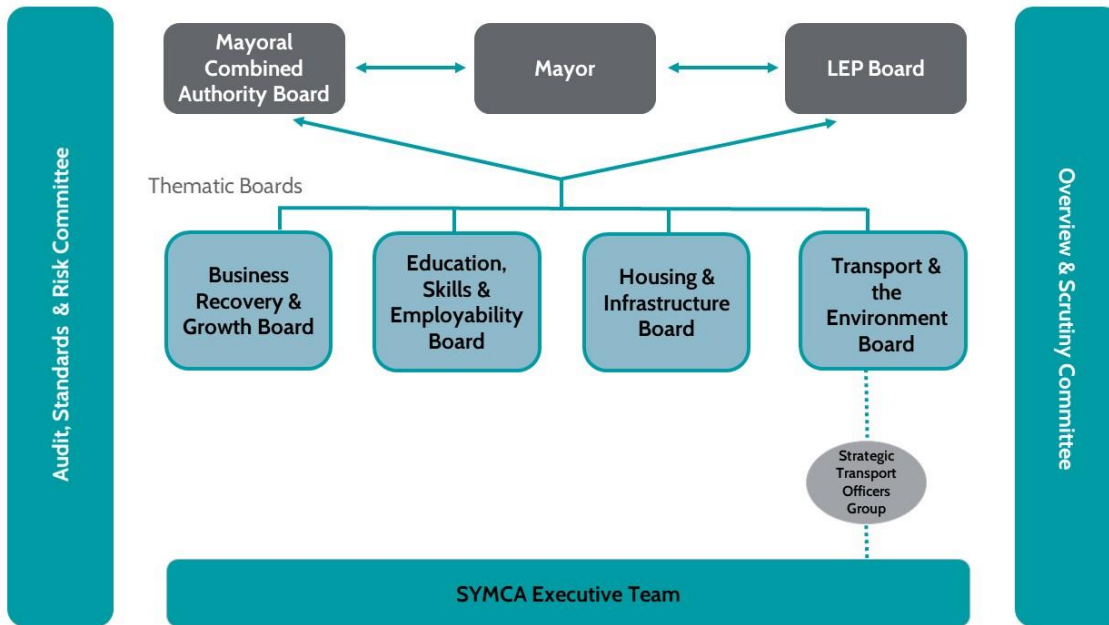 Audit, Standards & Risk Committee
Mayoral
Combined
Authority Board
Mayor
LEP Board
Thematic Boards
Business
Recovery &
Growth Board
Education,
Skills &
Employability
Board
Housing &
Infrastructure
Board
Transport &
the
Environment
Board
Strategic
Transport
Officers
Group
SYMCA Executive Team
Overview & Scrutiny Committee